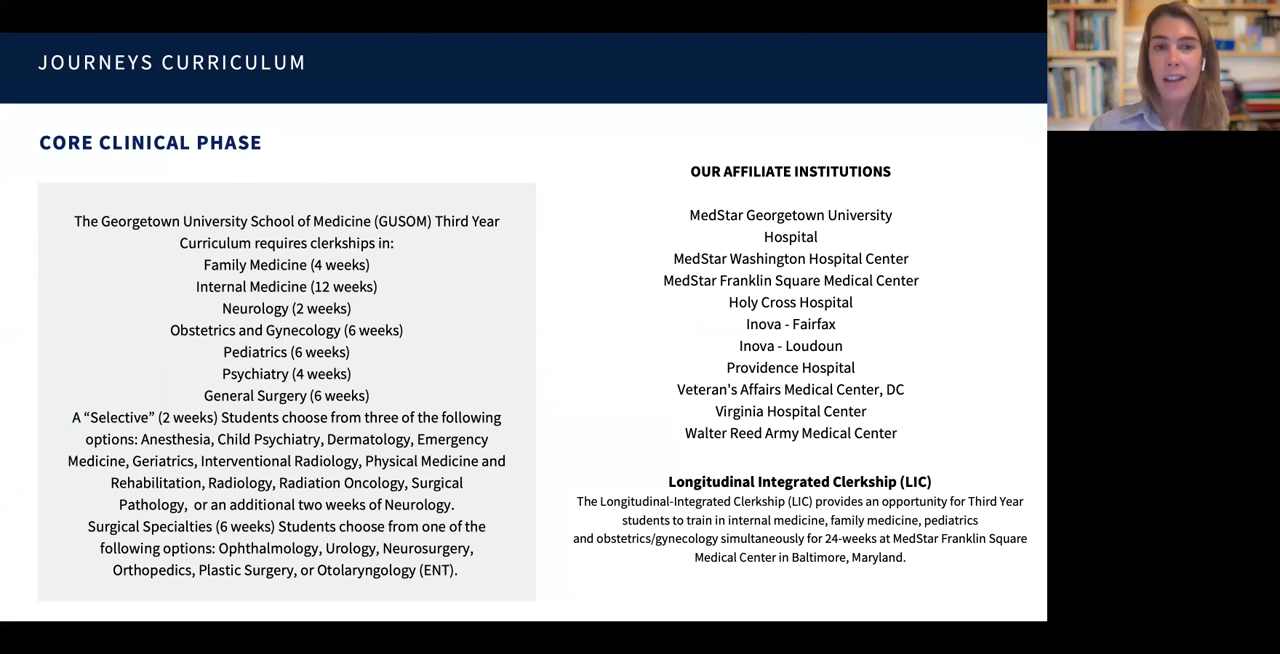 JOURNEYS CURRICULUM
CORE CLINICAL PHASE
The Georgetown University School of Medicine (GUSOM) Third Year
Curriculum requires clerkships in:
Family Medicine (4 weeks)
Internal Medicine (12 weeks)
Neurology (2 weeks)
Obstetrics and Gynecology (6 weeks)
Pediatrics (6 weeks)
Psychiatry (4 weeks)
General Surgery (6 weeks)
A “Selective” (2 weeks) Students choose from three of the following
options: Anesthesia, Child Psychiatry, Dermatology, Emergency
Medicine, Geriatrics, Interventional Radiology, Physical Medicine and
Rehabilitation, Radiology, Radiation Oncology, Surgical
Pathology, or an additional two weeks of Neurology.
Surgical Specialties (6 weeks) Students choose from one of the
following options: Ophthalmology, Urology, Neurosurgery,
Orthopedics, Plastic Surgery, or Otolaryngology (ENT).
OUR AFFILIATE INSTITUTIONS
MedStar Georgetown University
Hospital
MedStar Washington Hospital Center
MedStar Franklin Square Medical Center
Holy Cross Hospital
Inova - Fairfax
Inova - Loudoun
Providence Hospital
Veteran's Affairs Medical Center, DC
Virginia Hospital Center
Walter Reed Army Medical Center
Longitudinal Integrated Clerkship (LIC)
The Longitudinal-Integrated Clerkship (LIC) provides an opportunity for Third Year
students to train in internal medicine, family medicine, pediatrics
and obstetrics/gynecology simultaneously for 24-weeks at MedStar Franklin Square
Medical Center in Baltimore, Maryland.